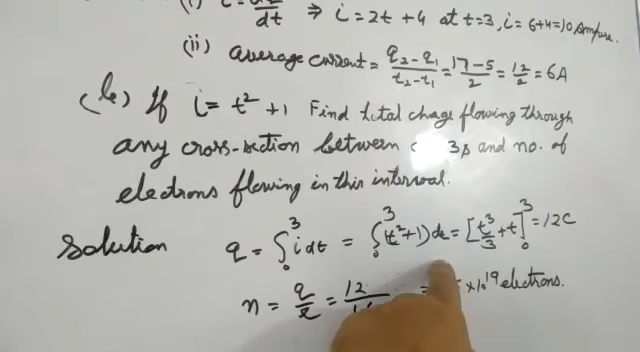 (i) i = dt ⇒ i = 2t + 4 at t=3, i = 6+4=10 Ampere.
(ii) average current = q2 - q1 / t2 - t1 = 17 - 5 / 2 = 12 / 2 = 6A
(b) If i = t² + 1 Find total chage flowing through
any cross-section between 3s and no. of
electrons flowing in this interval.
Solution q = ∫₀³ i dt = ∫₀³ (t²+1) dt = [t³/3 + t]₀³ = 12C
n = q/e = 12 / = × 10¹⁹ electrons.